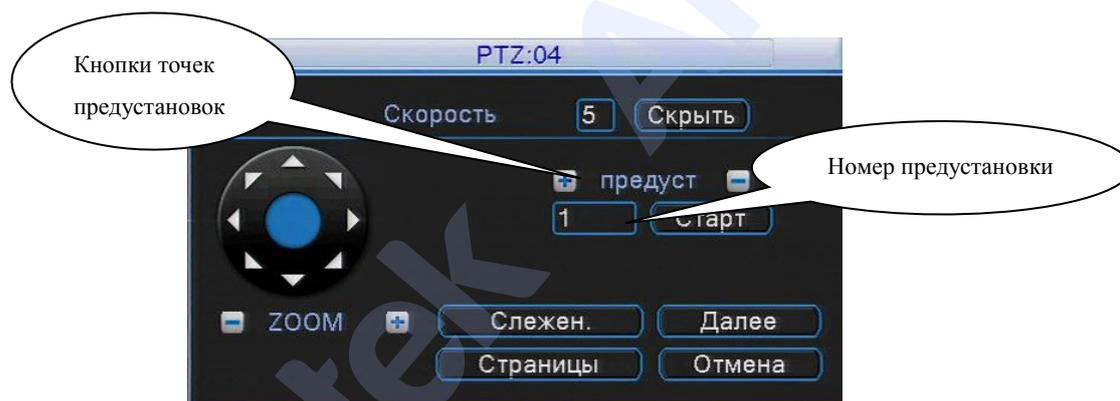 PTZ:04
Кнопки точек
предустановок
Скорость 5 Скрыть
предуст
Номер предустановки
1 Старт
ZOOM Слежен. Далее
Страницы Отмена